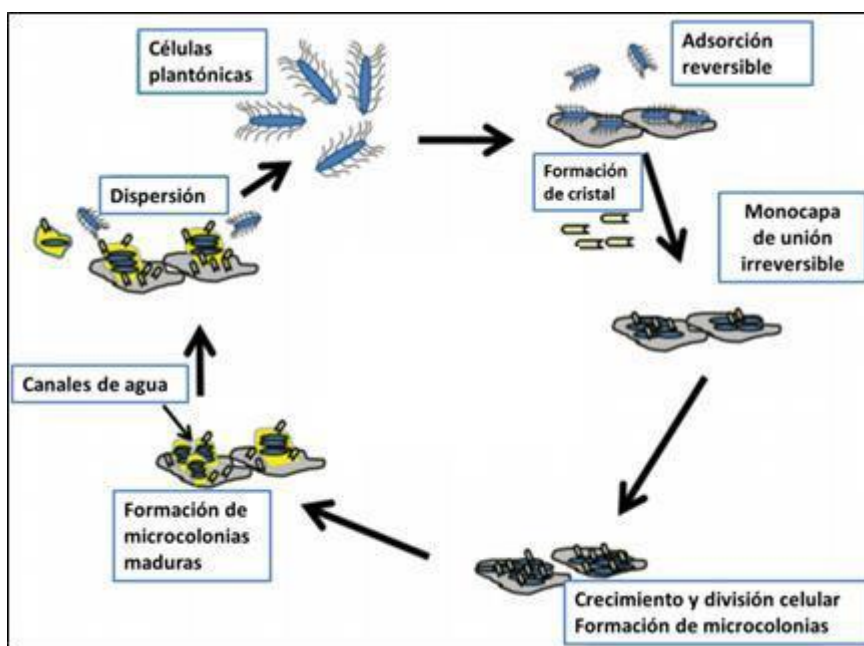 Células
plantónicas
Adsorción
reversible
Formación
de cristal
Monocapa
de unión
irreversible
Crecimiento y división celular
Formación de microcolonias
Formación de
microcolonias
maduras
Canales de agua
Dispersión